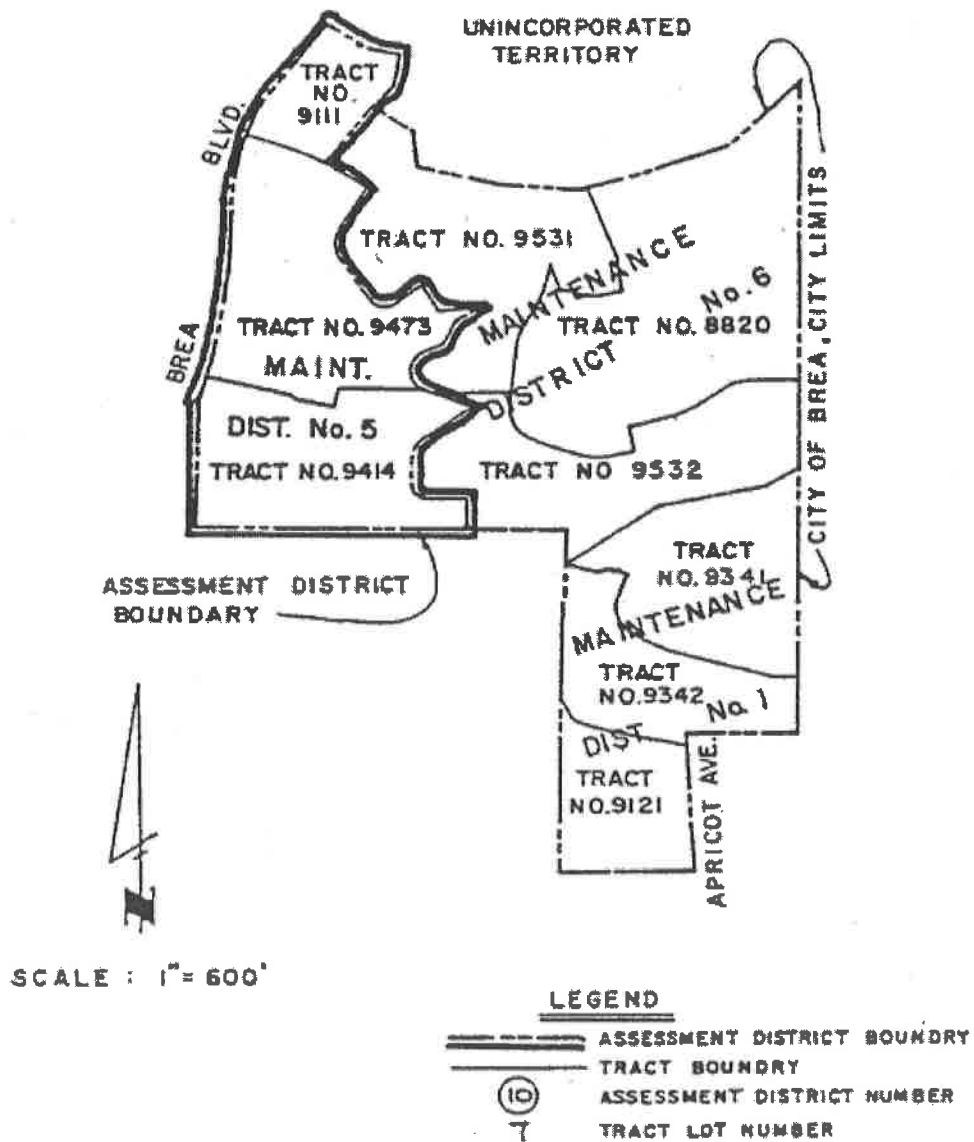 UNINCORPORATED
TERRITORY
TRACT
NO.
9111
BREA BLVD.
TRACT NO. 9531
MAINTENANCE
DISTRICT
No. 6
TRACT NO. 9473
TRACT NO. 8820
MAINT.
DIST. No. 5
TRACT NO. 9414
TRACT NO 9532
CITY OF BREA, CITY LIMITS
ASSESSMENT DISTRICT
BOUNDARY
TRACT
NO. 9341
MAINTENANCE
TRACT
NO. 9342
DIST No. 1
TRACT
NO. 9121
APRICOT AVE.
N
SCALE : 1" = 600'
LEGEND
ASSESSMENT DISTRICT BOUNDRY
TRACT BOUNDRY
10 ASSESSMENT DISTRICT NUMBER
7 TRACT LOT NUMBER